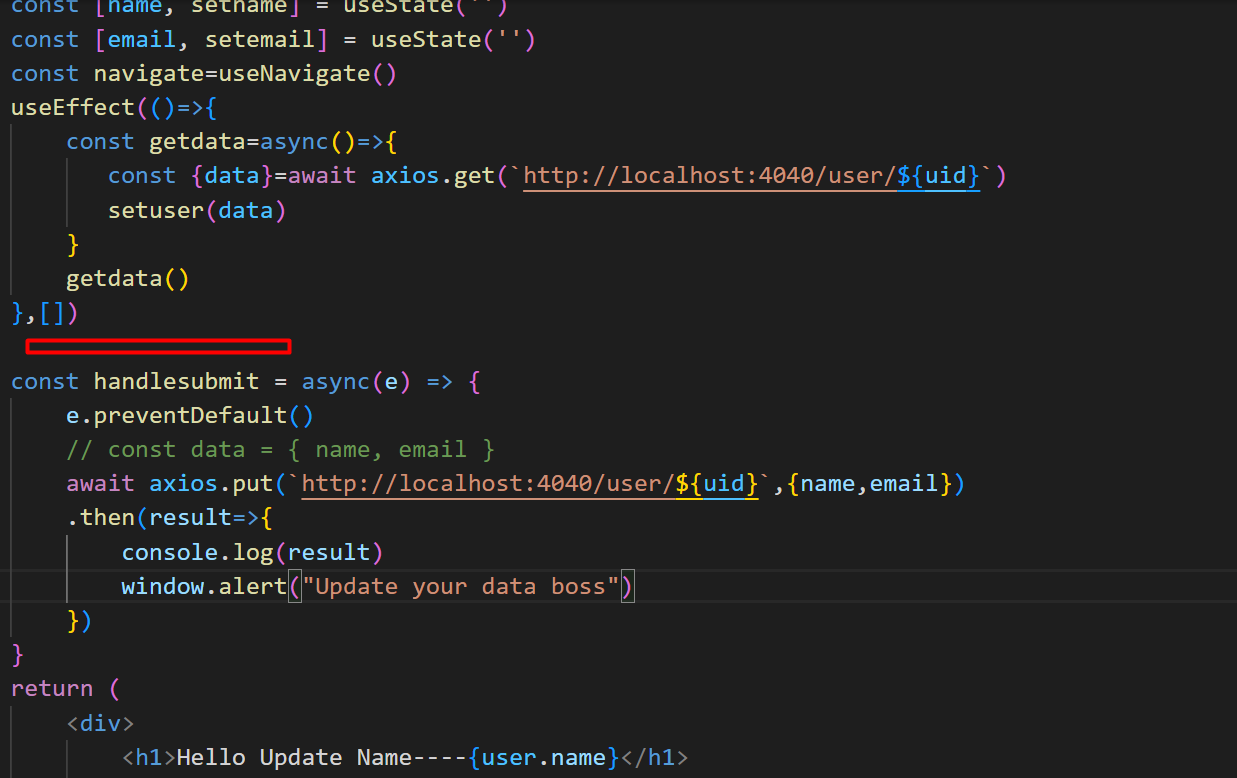 const [name, setname] = useState('')
const [email, setemail] = useState('')
const navigate=useNavigate()
useEffect(()=>{
    const getdata=async()=>{
       const {data}=await axios.get(`http://localhost:4040/user/${uid}`)
       setuser(data)
    }
    getdata()
},[])
const handlesubmit = async(e) => {
    e.preventDefault()
    // const data = { name, email }
    await axios.put(`http://localhost:4040/user/${uid}`,{name,email})
    .then(result=>{
        console.log(result)
        window.alert("Update your data boss")
    })
}
return (
    <div>
        <h1>Hello Update Name----{user.name}</h1>